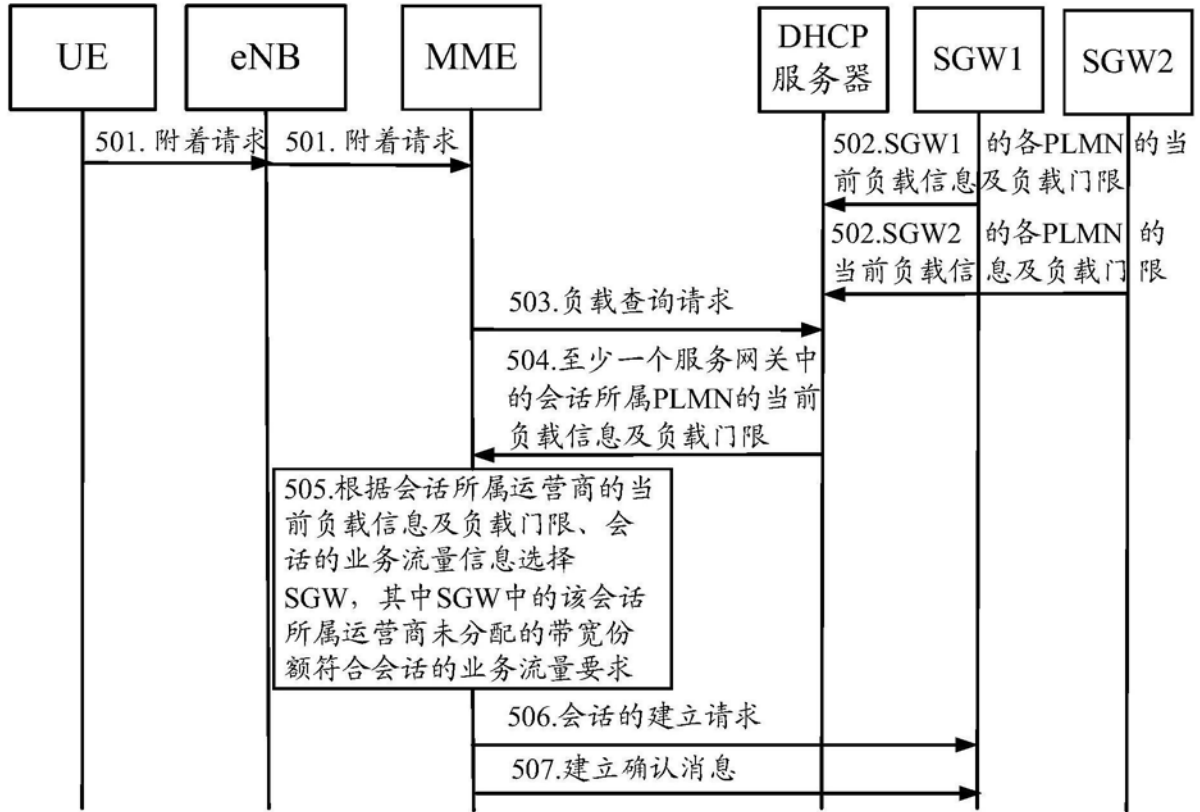 UE
eNB
MME
DHCP
服务器
SGW1
SGW2
501. 附着请求
501. 附着请求
502.SGW1 的各PLMN 的当
前负载信息及负载门限
502.SGW2 的各PLMN 的
当前负载信息及负载门限
503.负载查询请求
504.至少一个服务网关中
的会话所属PLMN的当前
负载信息及负载门限
505.根据会话所属运营商的当
前负载信息及负载门限、会
话的业务流量信息选择
SGW，其中SGW中的该会话
所属运营商未分配的带宽份
额符合会话的业务流量要求
506.会话的建立请求
507.建立确认消息